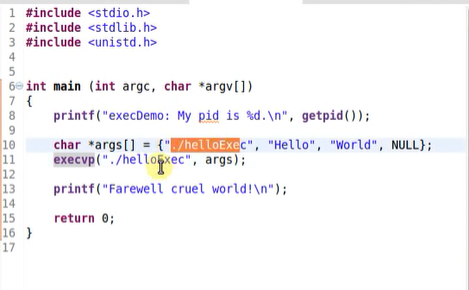 1 #include <stdio.h>
2 #include <stdlib.h>
3 #include <unistd.h>
4
5
6 int main (int argc, char *argv[])
7 {
8 printf("execDemo: My pid is %d.\n", getpid());
9
10 char *args[] = {"./helloExec", "Hello", "World", NULL};
11 execvp("./helloExec", args);
12
13 printf("Farewell cruel world!\n");
14
15 return 0;
16 }
17